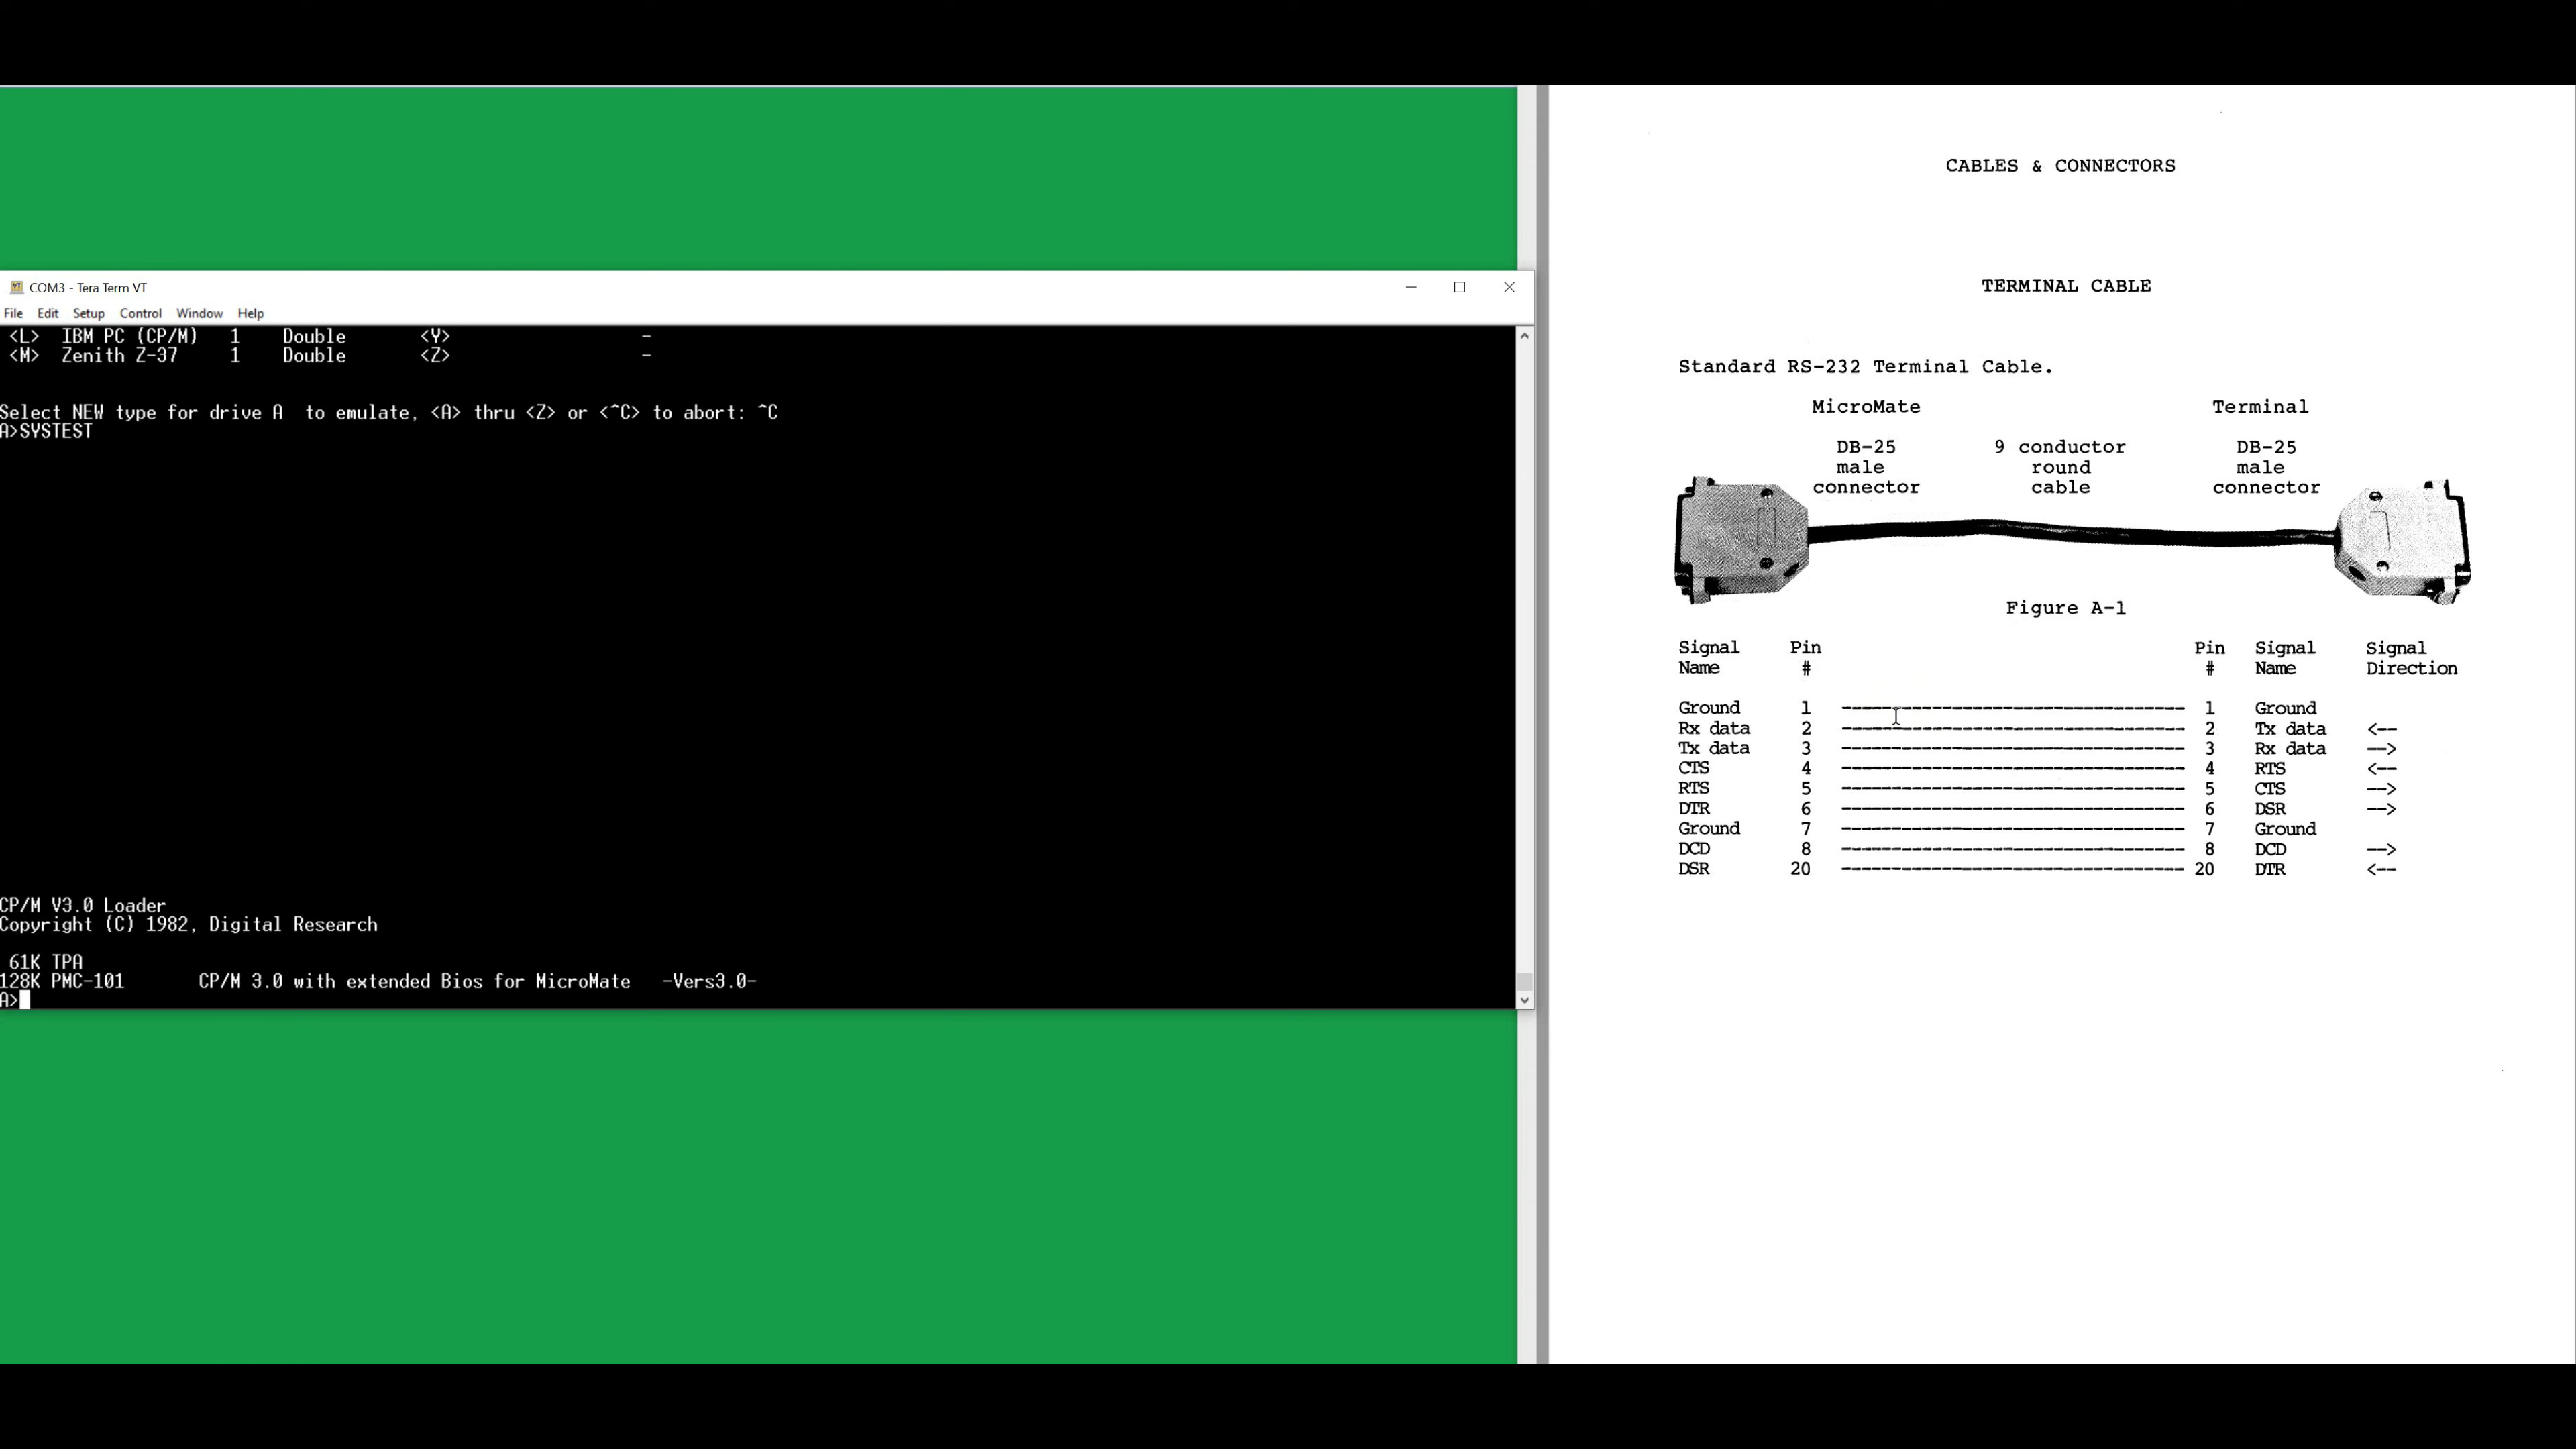 COM3 - Tera Term VT
File Edit Setup Control Window Help
<L> IBM PC (CP/M) 1 Double <Y> -
<M> Zenith Z-37 1 Double <Z> -
Select NEW type for drive A to emulate, <A> thru <Z> or <^C> to abort: ^C
A>SYSTEST
CP/M V3.0 Loader
Copyright (C) 1982, Digital Research
61K TPA
128K PMC-101 CP/M 3.0 with extended Bios for MicroMate -Vers3.0-
A>
CABLES & CONNECTORS
TERMINAL CABLE
Standard RS-232 Terminal Cable.
MicroMate Terminal
DB-25 9 conductor DB-25
male round male
connector cable connector
Figure A-1
Signal Pin Pin Signal Signal
Name # # Name Direction
Ground 1 ---------------------------------- 1 Ground
Rx data 2 ---------------------------------- 2 Tx data <--
Tx data 3 ---------------------------------- 3 Rx data -->
CTS 4 ---------------------------------- 4 RTS <--
RTS 5 ---------------------------------- 5 CTS -->
DTR 6 ---------------------------------- 6 DSR -->
Ground 7 ---------------------------------- 7 Ground
DCD 8 ---------------------------------- 8 DCD -->
DSR 20 ---------------------------------- 20 DTR <--